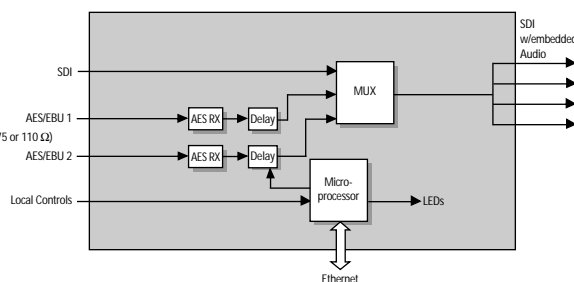 SDI
w/embedded
Audio
SDI
MUX
AES/EBU 1
AES RX
Delay
75 or 110 Ω)
AES/EBU 2
AES RX
Delay
Micro-
processor
Local Controls
LEDs
Ethernet